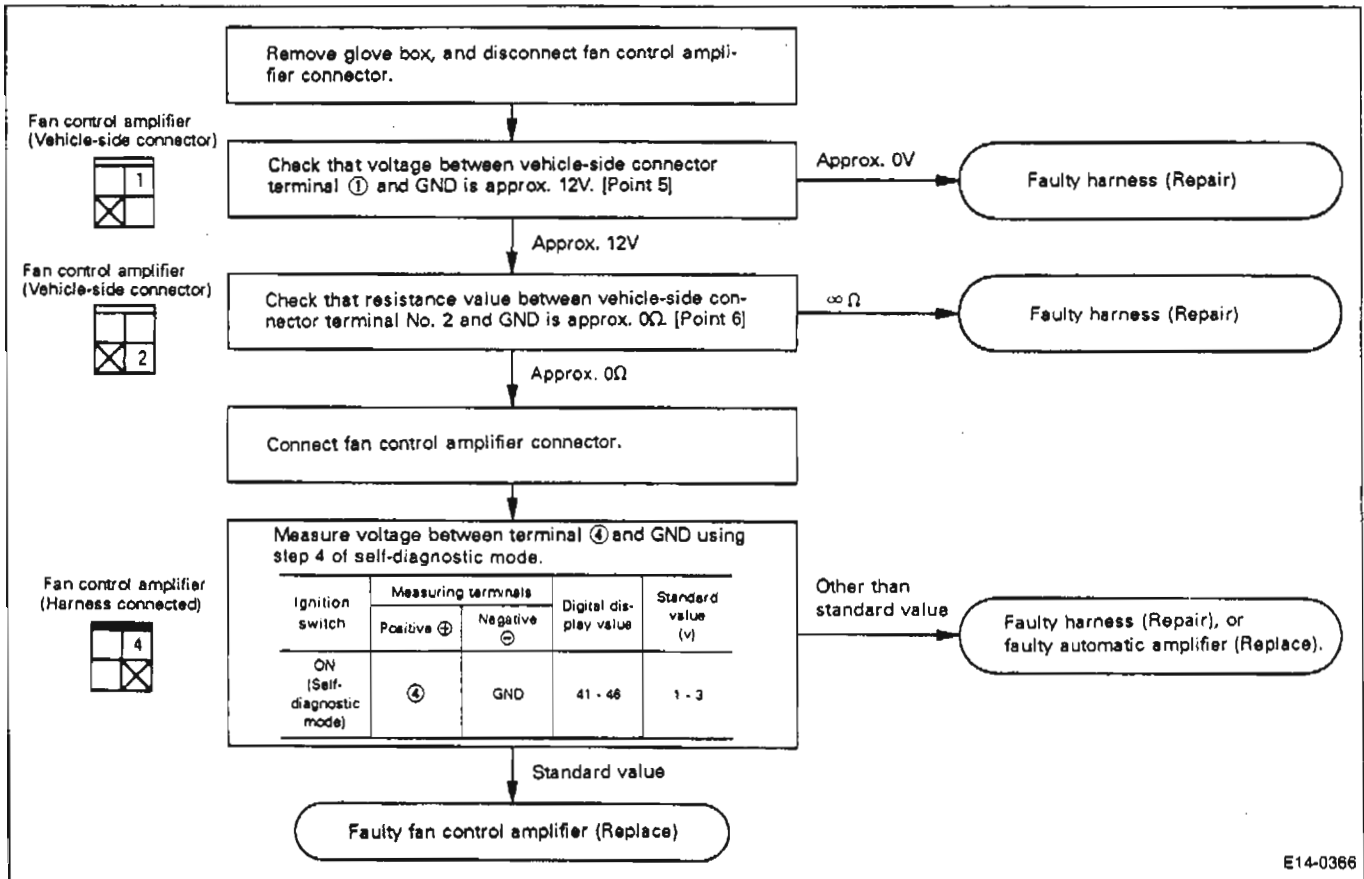 Remove glove box, and disconnect fan control ampli-
fier connector.
Fan control amplifier
(Vehicle-side connector)
1
Check that voltage between vehicle-side connector
terminal ① and GND is approx. 12V. [Point 5]
Approx. 0V
Faulty harness (Repair)
Approx. 12V
Fan control amplifier
(Vehicle-side connector)
2
Check that resistance value between vehicle-side con-
nector terminal No. 2 and GND is approx. 0Ω. [Point 6]
∞ Ω
Faulty harness (Repair)
Approx. 0Ω
Connect fan control amplifier connector.
Fan control amplifier
(Harness connected)
4
Measure voltage between terminal ④ and GND using
step 4 of self-diagnostic mode.
Ignition
switch
Measuring terminals
Positive ⊕
Negative
⊖
Digital dis-
play value
Standard
value
(v)
ON
(Self-
diagnostic
mode)
④
GND
41 - 46
1 - 3
Other than
standard value
Faulty harness (Repair), or
faulty automatic amplifier (Replace).
Standard value
Faulty fan control amplifier (Replace)
E14-0366